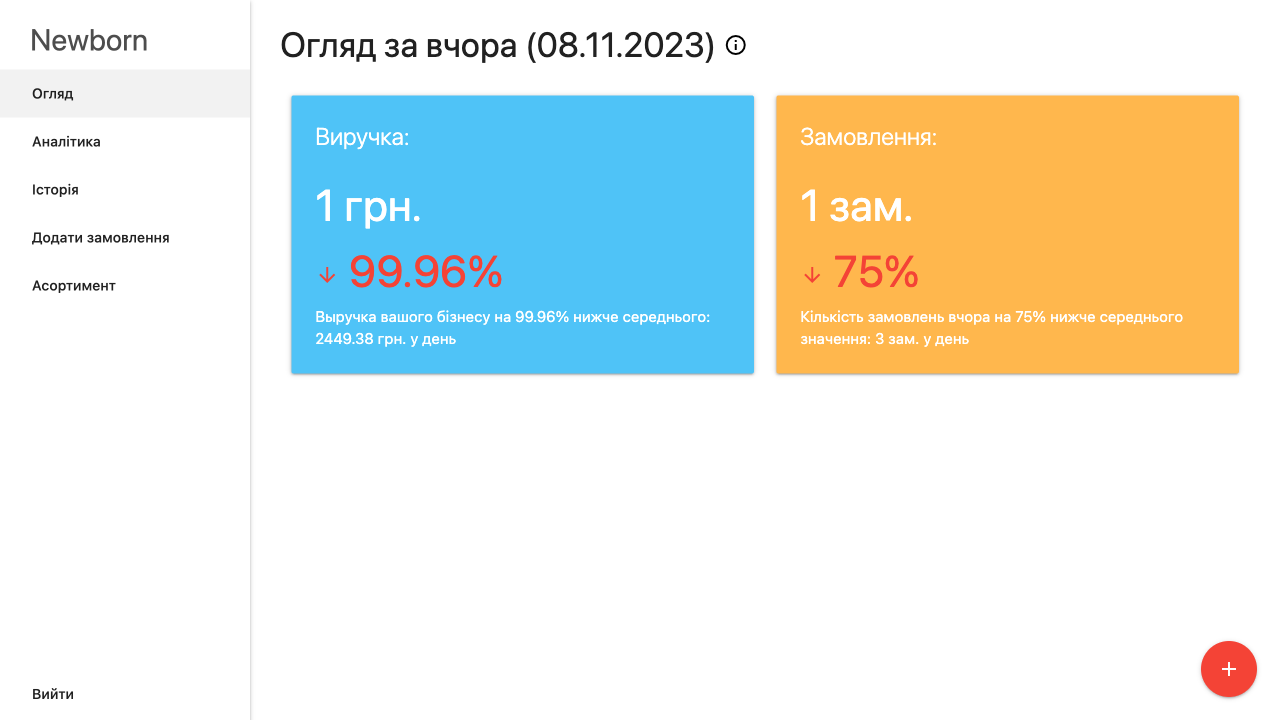 Newborn
Огляд
Аналітика
Історія
Додати замовлення
Асортимент
Вийти
Огляд за вчора (08.11.2023)
Виручка:
1 грн.
99.96%
Выручка вашого бізнесу на 99.96% нижче середнього:
2449.38 грн. у день
Замовлення:
1 зам.
75%
Кількість замовлень вчора на 75% нижче середнього
значення: 3 зам. у день